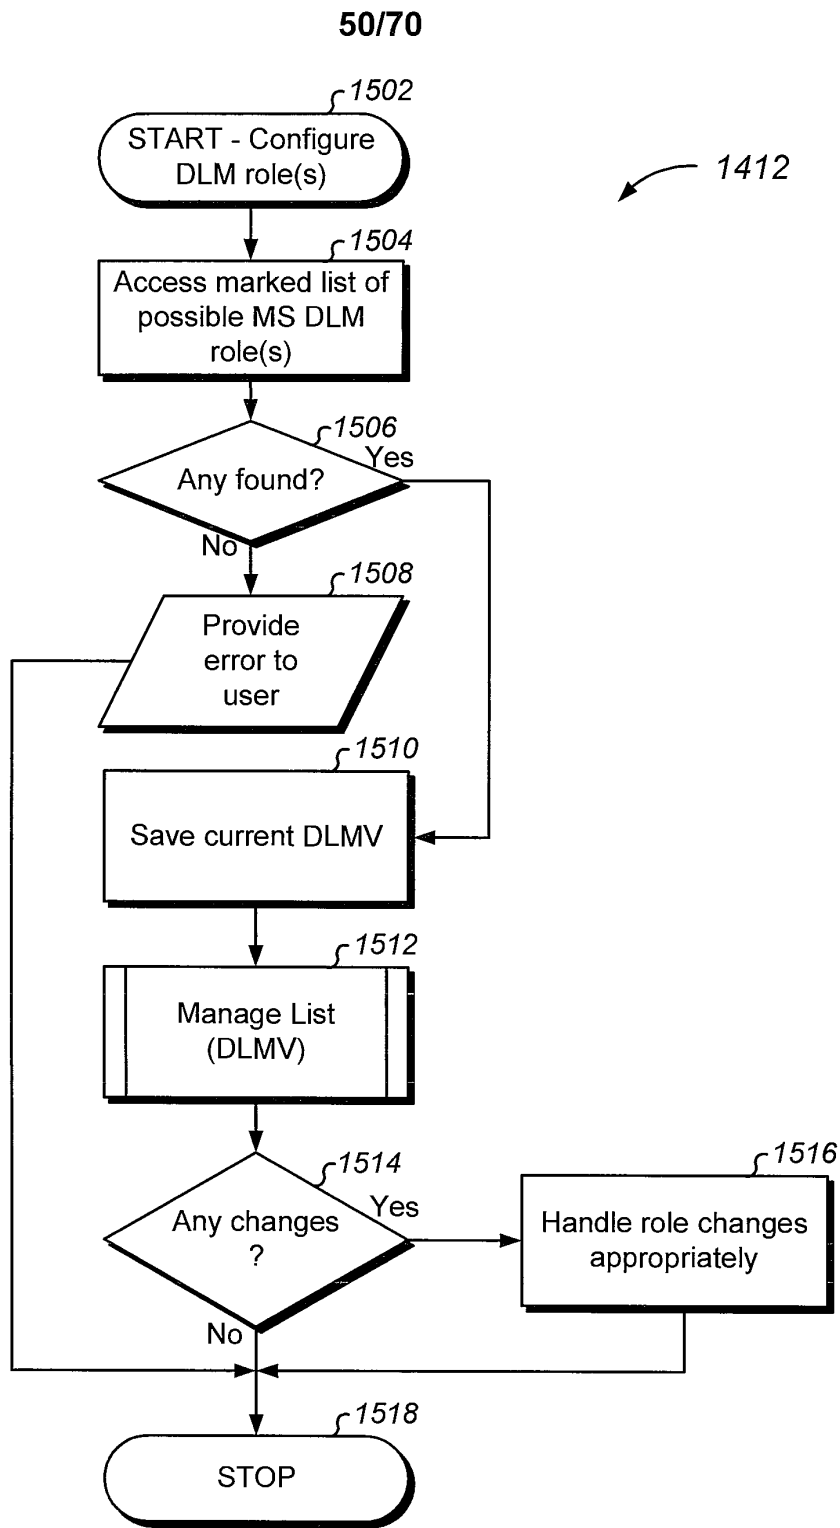 50/70
1502
START - Configure
DLM role(s)
1412
1504
Access marked list of
possible MS DLM
role(s)
1506
Yes
Any found?
No
1508
Provide
error to
user
1510
Save current DLMV
1512
Manage List
(DLMV)
1514
Yes
Any changes
?
No
1516
Handle role changes
appropriately
1518
STOP